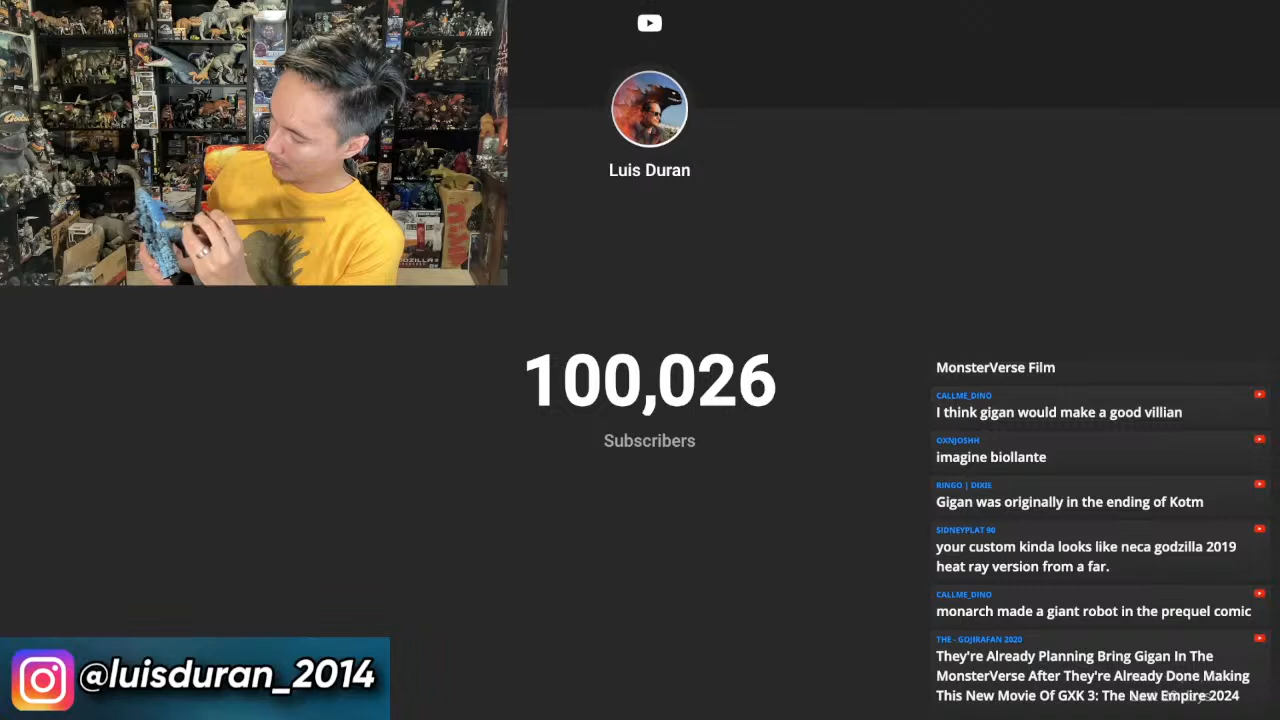 Luis Duran
100,026
Subscribers
MonsterVerse Film
CALLME_DINO
I think gigan would make a good villian
OXNJOSHH
imagine biollante
RINGO | DIXIE
Gigan was originally in the ending of Kotm
SIDNEYPLAT 90
your custom kinda looks like neca godzilla 2019
heat ray version from a far.
CALLME_DINO
monarch made a giant robot in the prequel comic
THE - GOJIRAFAN 2020
They're Already Planning Bring Gigan In The
MonsterVerse After They're Already Done Making
This New Movie Of GXK 3: The New Empire 2024
@luisduran_2014